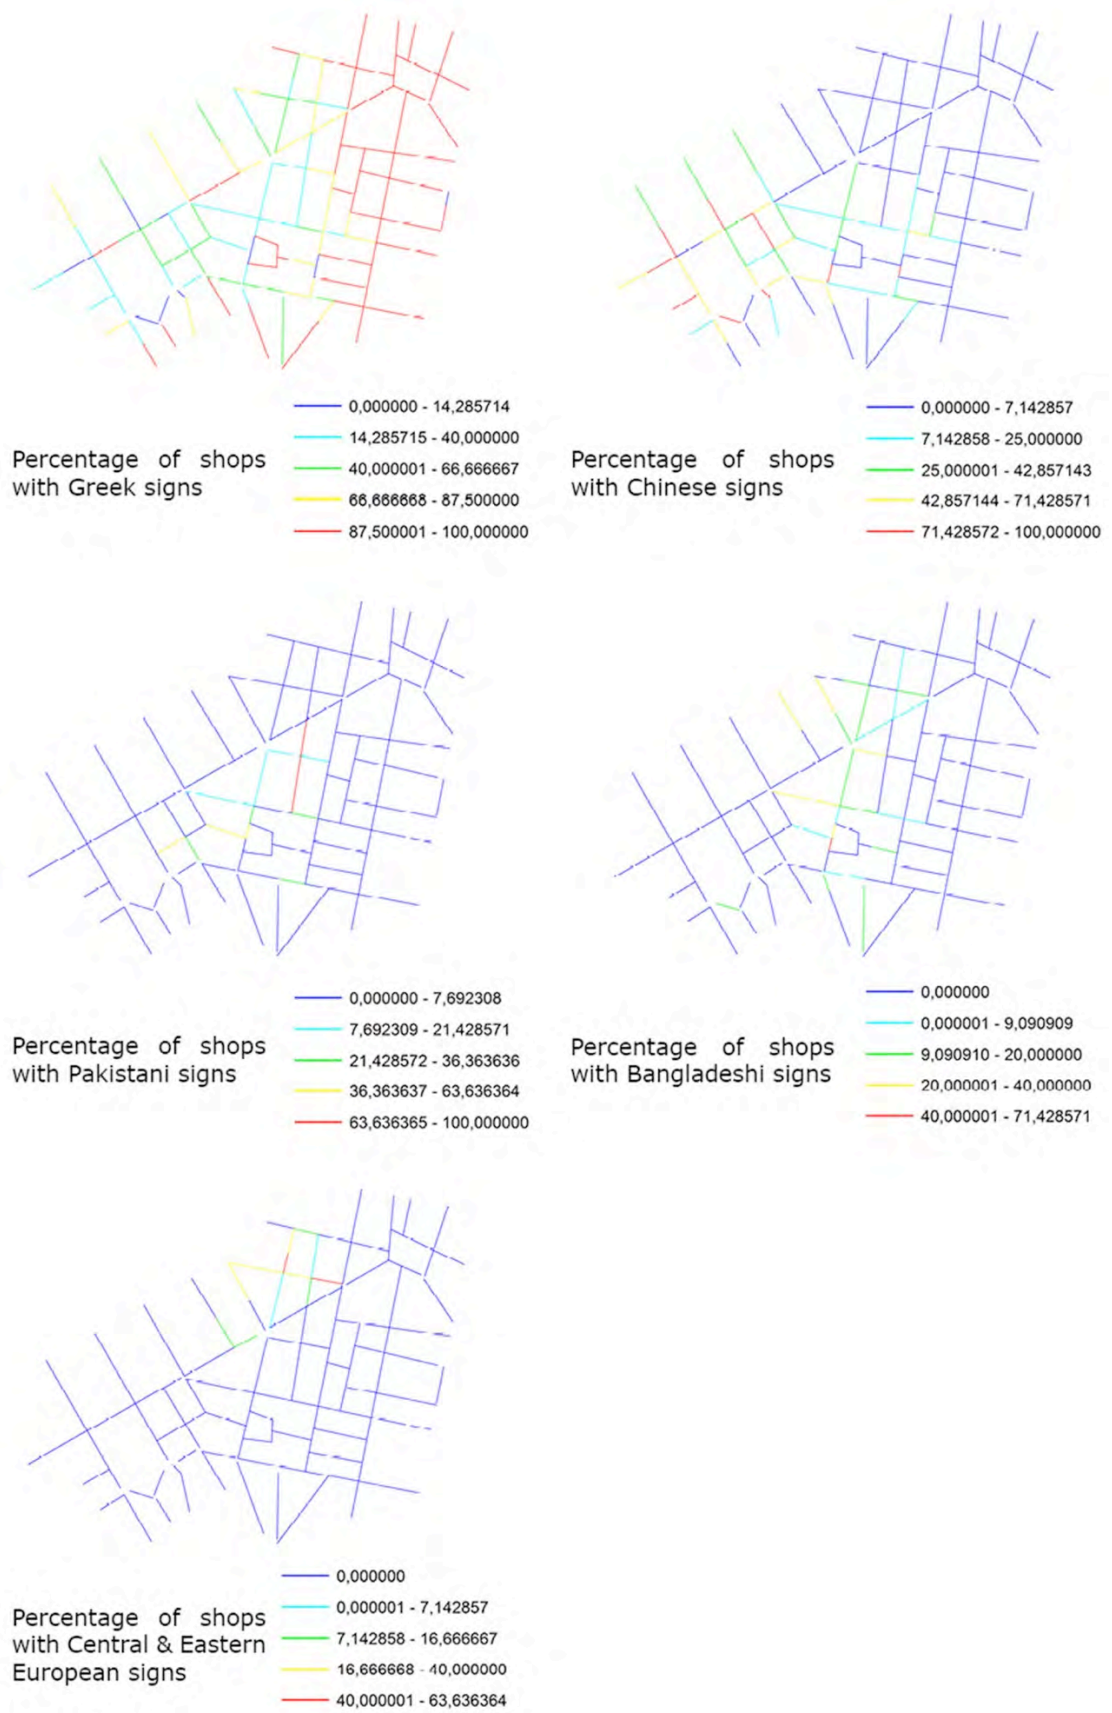 0,000000 - 14,285714
14,285715 - 40,000000
40,000001 - 66,666667
66,666668 - 87,500000
87,500001 - 100,000000
Percentage of shops
with Greek signs
0,000000 - 7,142857
7,142858 - 25,000000
25,000001 - 42,857143
42,857144 - 71,428571
71,428572 - 100,000000
Percentage of shops
with Chinese signs
0,000000 - 7,692308
7,692309 - 21,428571
21,428572 - 36,363636
36,363637 - 63,636364
63,636365 - 100,000000
Percentage of shops
with Pakistani signs
0,000000
0,000001 - 9,090909
9,090910 - 20,000000
20,000001 - 40,000000
40,000001 - 71,428571
Percentage of shops
with Bangladeshi signs
0,000000
0,000001 - 7,142857
7,142858 - 16,666667
16,666668 - 40,000000
40,000001 - 63,636364
Percentage of shops
with Central & Eastern
European signs